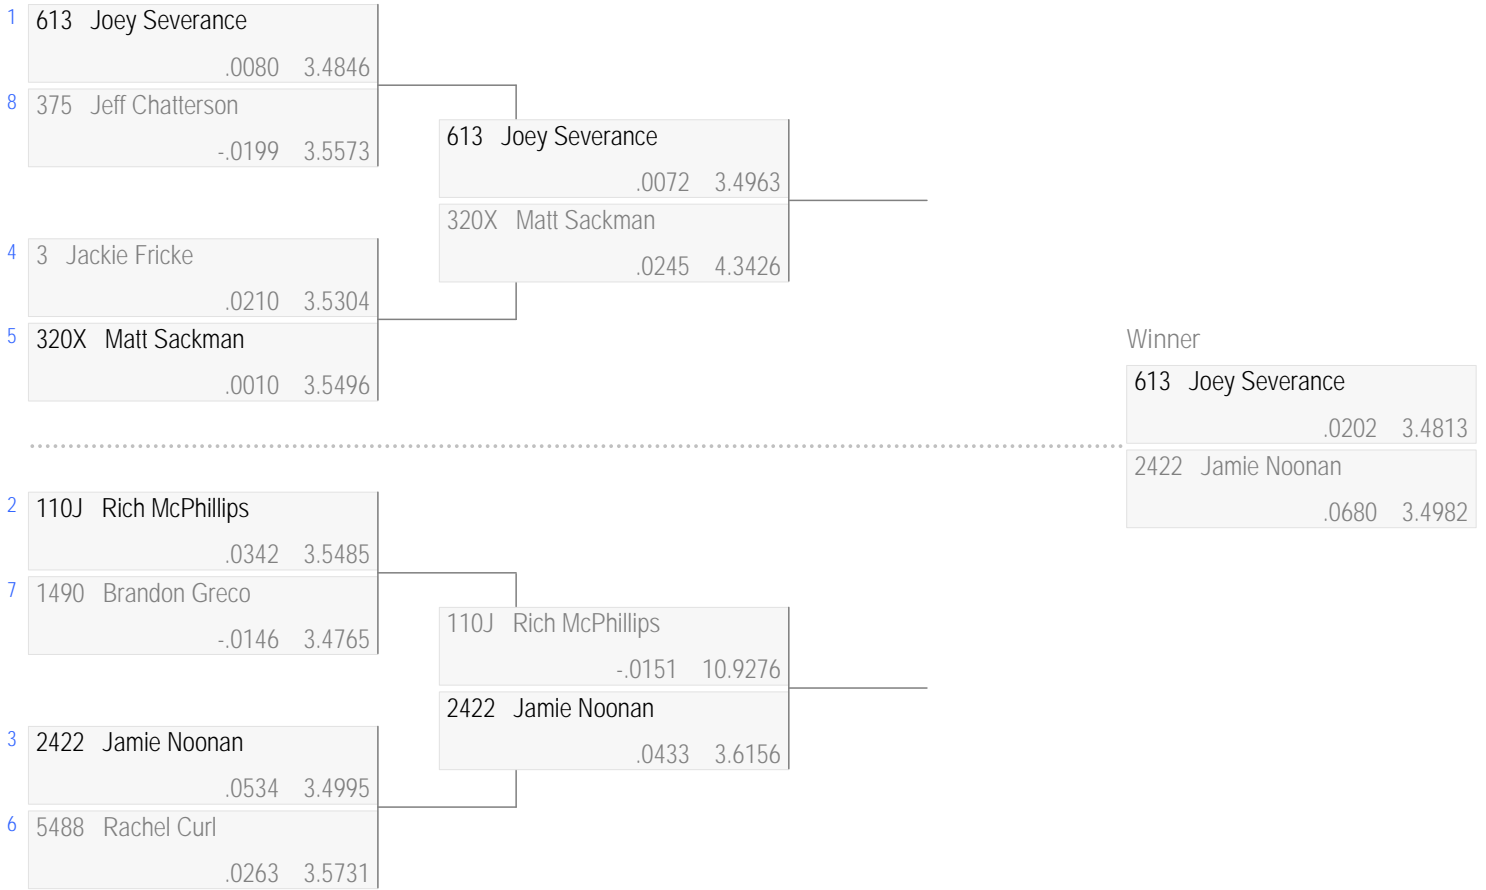 1 613 Joey Severance
.0080 3.4846
8 375 Jeff Chatterson
-.0199 3.5573
4 3 Jackie Fricke
.0210 3.5304
5 320X Matt Sackman
.0010 3.5496
613 Joey Severance
.0072 3.4963
320X Matt Sackman
.0245 4.3426
2 110J Rich McPhillips
.0342 3.5485
7 1490 Brandon Greco
-.0146 3.4765
3 2422 Jamie Noonan
.0534 3.4995
6 5488 Rachel Curl
.0263 3.5731
110J Rich McPhillips
-.0151 10.9276
2422 Jamie Noonan
.0433 3.6156
Winner
613 Joey Severance
.0202 3.4813
2422 Jamie Noonan
.0680 3.4982